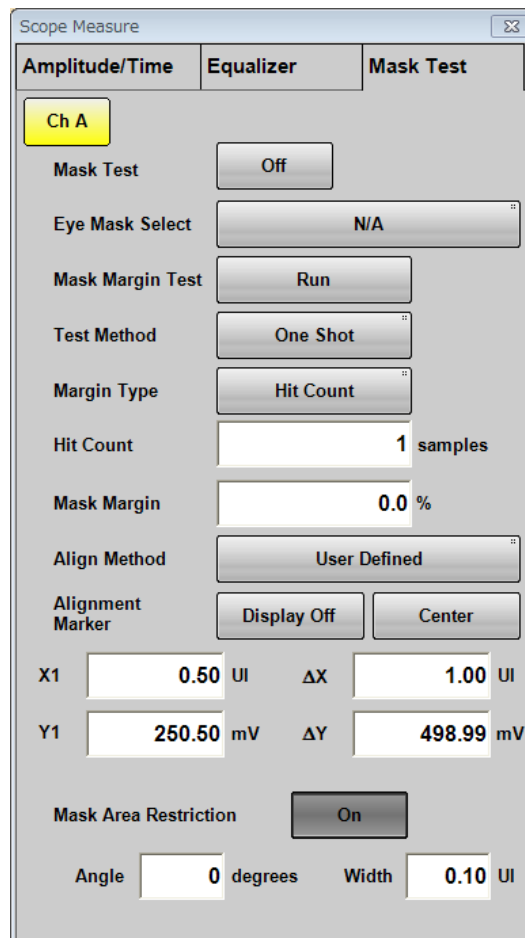 Scope Measure
Amplitude/Time Equalizer Mask Test
Ch A
Mask Test Off
Eye Mask Select N/A
Mask Margin Test Run
Test Method One Shot
Margin Type Hit Count
Hit Count 1 samples
Mask Margin 0.0 %
Align Method User Defined
Alignment
Marker Display Off Center
X1 0.50 UI ΔX 1.00 UI
Y1 250.50 mV ΔY 498.99 mV
Mask Area Restriction On
Angle 0 degrees Width 0.10 UI